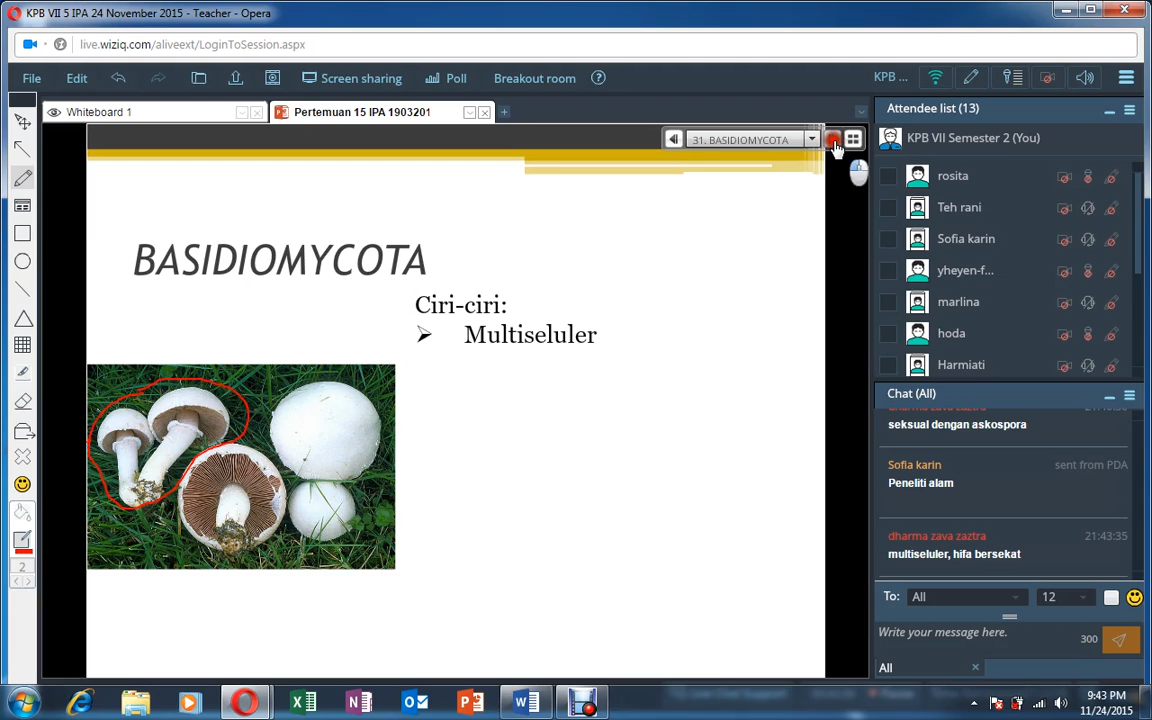 KPB VII 5 IPA 24 November 2015 - Teacher - Opera
live.wiziq.com/aliveext/LoginToSession.aspx
File Edit Screen sharing Poll Breakout room KPB ...
Whiteboard 1 Pertemuan 15 IPA 1903201
31. BASIDIOMYCOTA
BASIDIOMYCOTA
Ciri-ciri:
Multiseluler
2
Attendee list (13)
KPB VII Semester 2 (You)
rosita
Teh rani
Sofia karin
yheyen-f...
marlina
hoda
Harmiati
Chat (All)
seksual dengan askospora
Sofia karin sent from PDA
Peneliti alam
dharma zava zaztra 21:43:35
multiseluler, hifa bersekat
To: All 12
Write your message here. 300
All
9:43 PM
11/24/2015